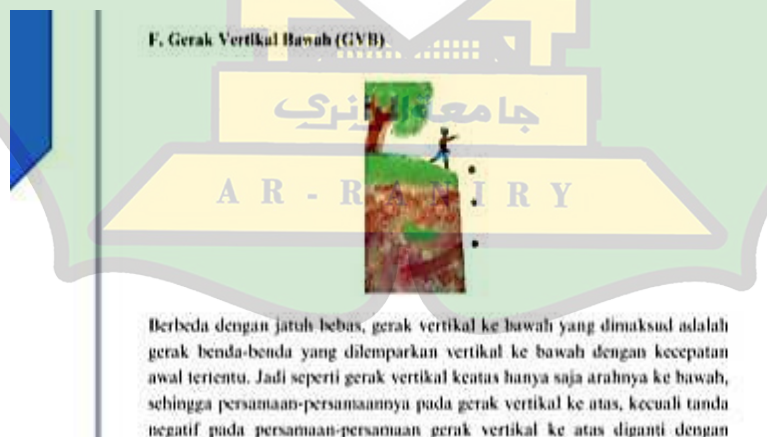 F. Gerak Vertikal Bawah (GVB)
جامعة الرانري
AR-RANIRY
Berbeda dengan jatuh bebas, gerak vertikal ke bawah yang dimaksud adalah
gerak benda-benda yang dilemparkan vertikal ke bawah dengan kecepatan
awal tertentu. Jadi seperti gerak vertikal keatas hanya saja arahnya ke bawah,
sehingga persamaan-persamaannya pada gerak vertikal ke atas, kecuali tanda
negatif pada persamaan-persamaan gerak vertikal ke atas diganti dengan